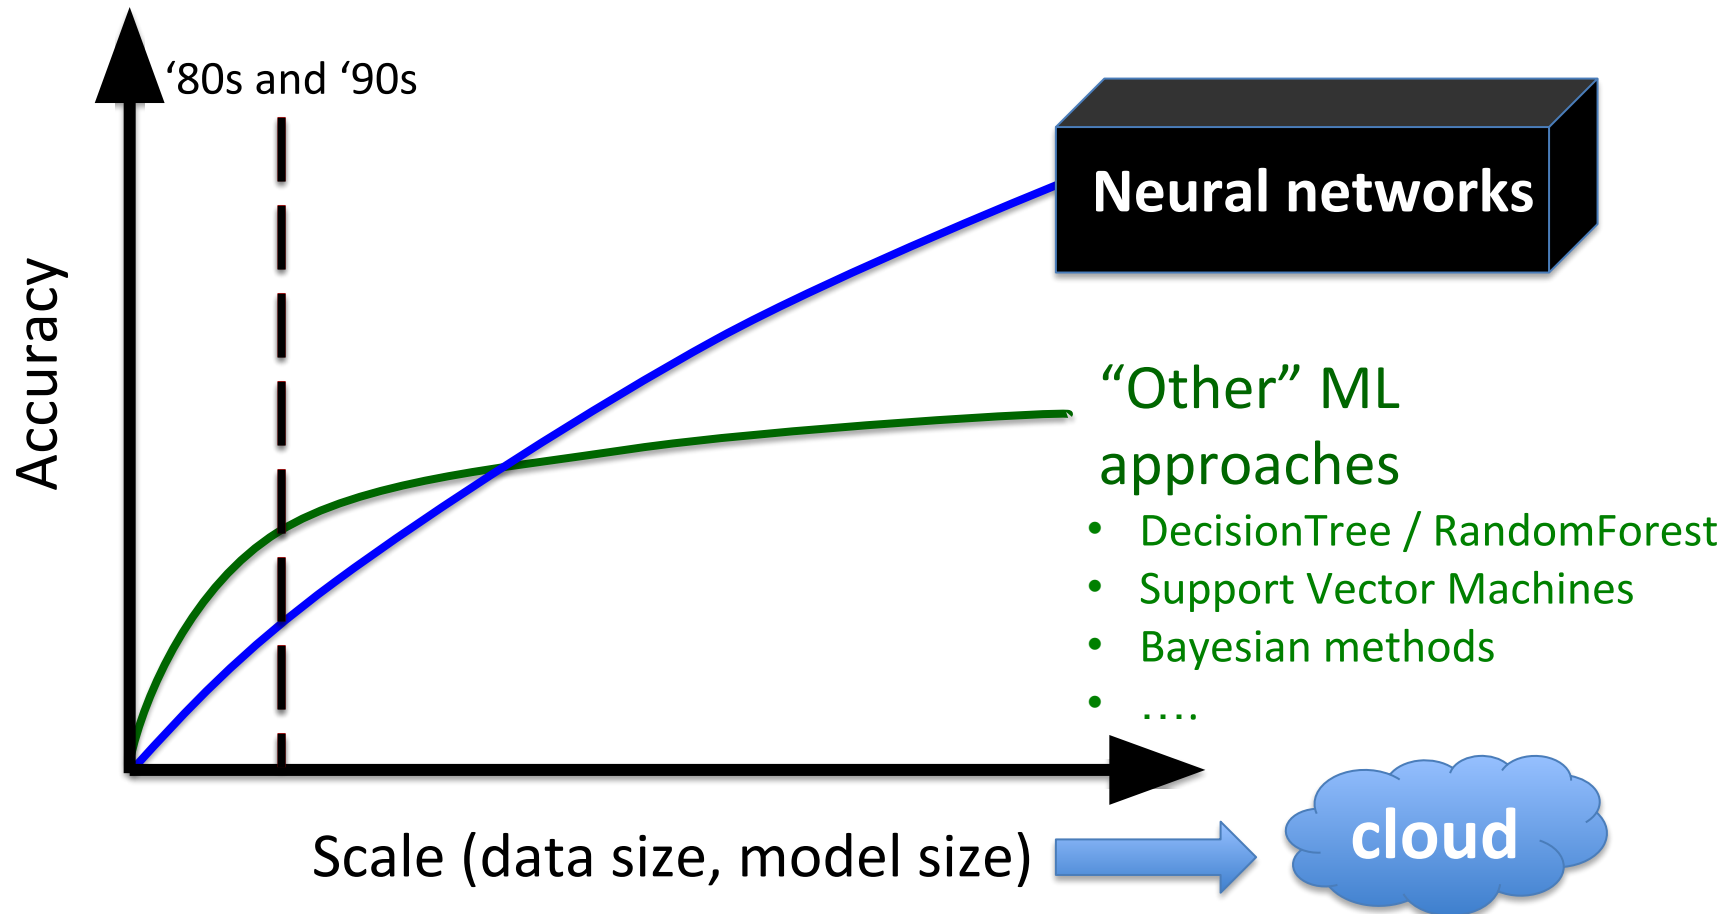 ‘80s and ‘90s
Accuracy
Neural networks
“Other” ML
approaches
• DecisionTree / RandomForest
• Support Vector Machines
• Bayesian methods
• ….
Scale (data size, model size)
cloud